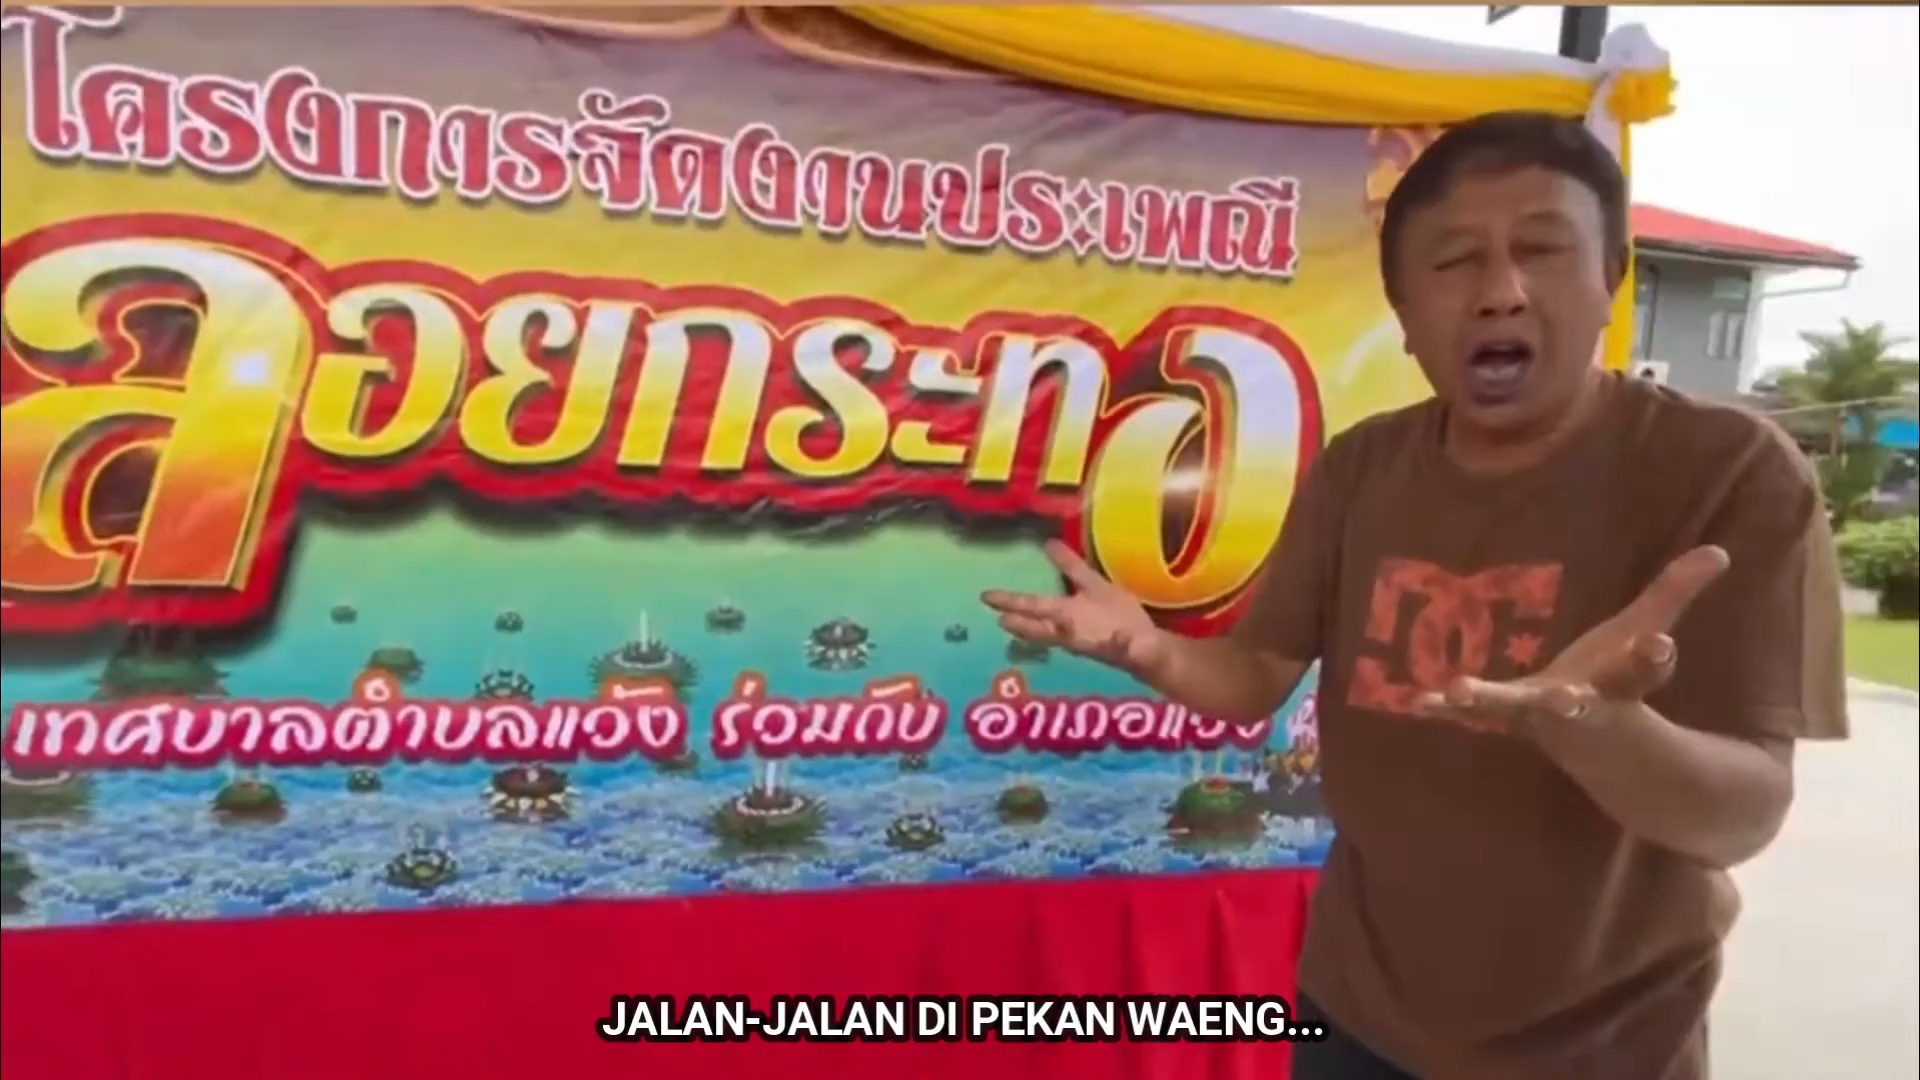 โครงการจัดงานประเพณี
ลอยกระทง
เทศบาลตำบลแว้ง ร่วมกับ อำเภอแว้ง
DC
JALAN-JALAN DI PEKAN WAENG...